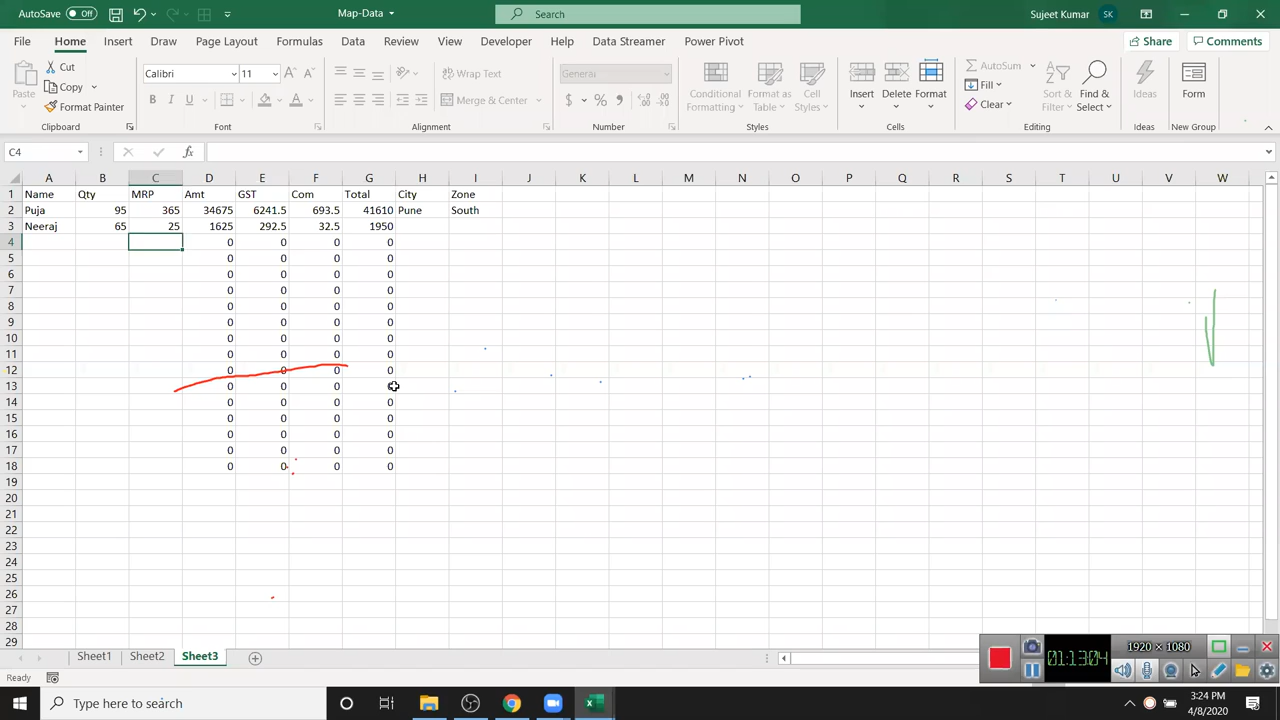 AutoSave Off Map-Data Search Sujeet Kumar SK
File Home Insert Draw Page Layout Formulas Data Review View Developer Help Data Streamer Power Pivot Share Comments
Paste Cut Copy Format Painter Clipboard
Calibri 11 B I U Font
Wrap Text Merge & Center Alignment
General $ % Number
Conditional Formatting Format as Table Cell Styles Styles
Insert Delete Format Cells
AutoSum Fill Clear Sort & Filter Find & Select Editing
Ideas Ideas
Form New Group
C4 fx
A B C D E F G H I J K L M N O P Q R S T U V W
1 Name Qty MRP Amt GST Com Total City Zone
2 Puja 95 365 34675 6241.5 693.5 41610 Pune South
3 Neeraj 65 25 1625 292.5 32.5 1950
4 0 0 0 0
5 0 0 0 0
6 0 0 0 0
7 0 0 0 0
8 0 0 0 0
9 0 0 0 0
10 0 0 0 0
11 0 0 0 0
12 0 0 0 0
13 0 0 0 0
14 0 0 0 0
15 0 0 0 0
16 0 0 0 0
17 0 0 0 0
18 0 0 0 0
19
20
21
22
23
24
25
26
27
28
29
Sheet1 Sheet2 Sheet3
Ready
1920 × 1080
01:13:04
Type here to search
3:24 PM
4/8/2020